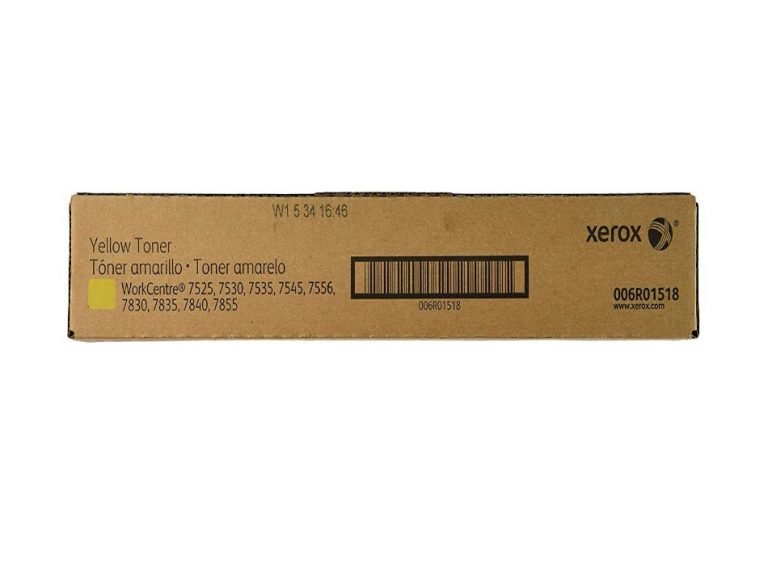 W1 5 34 16:46
Yellow Toner
Tóner amarillo • Toner amarelo
WorkCentre® 7525, 7530, 7535, 7545, 7556,
7830, 7835, 7840, 7855
006R01518
xerox ®
006R01518
www.xerox.com